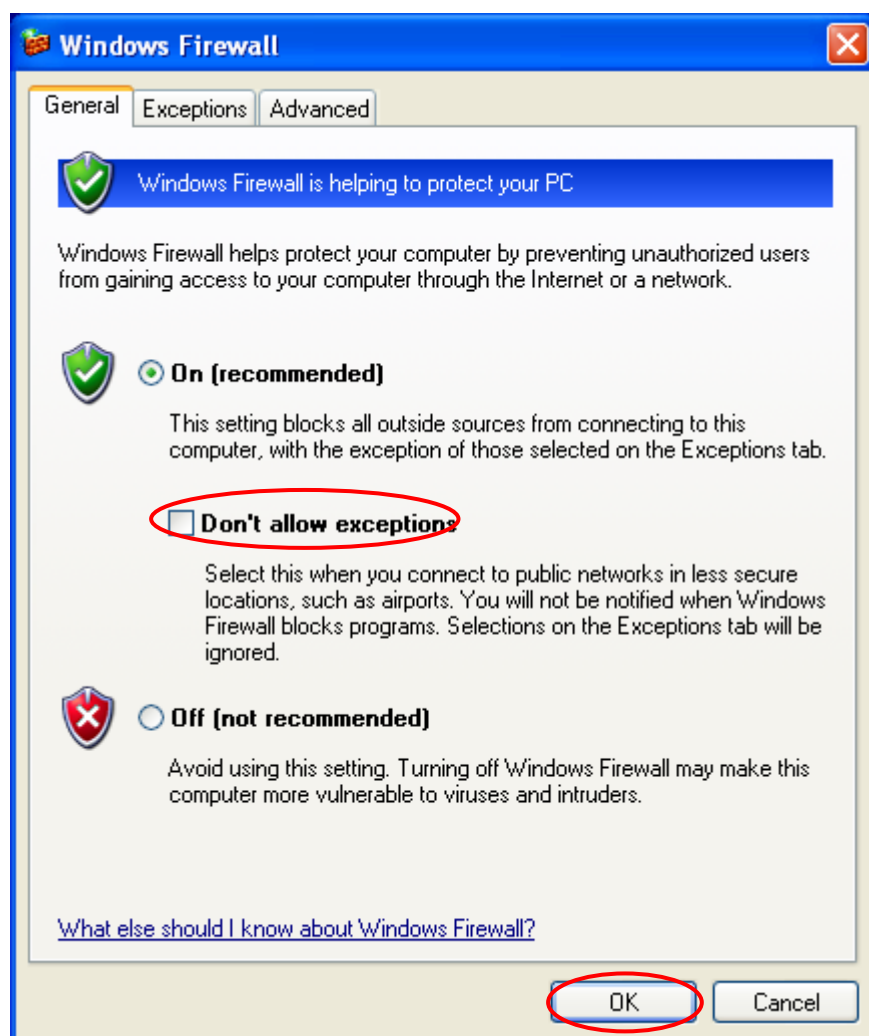 Windows Firewall
General Exceptions Advanced
Windows Firewall is helping to protect your PC
Windows Firewall helps protect your computer by preventing unauthorized users
from gaining access to your computer through the Internet or a network.
On (recommended)
This setting blocks all outside sources from connecting to this
computer, with the exception of those selected on the Exceptions tab.
Don't allow exceptions
Select this when you connect to public networks in less secure
locations, such as airports. You will not be notified when Windows
Firewall blocks programs. Selections on the Exceptions tab will be
ignored.
Off (not recommended)
Avoid using this setting. Turning off Windows Firewall may make this
computer more vulnerable to viruses and intruders.
What else should I know about Windows Firewall?
OK Cancel